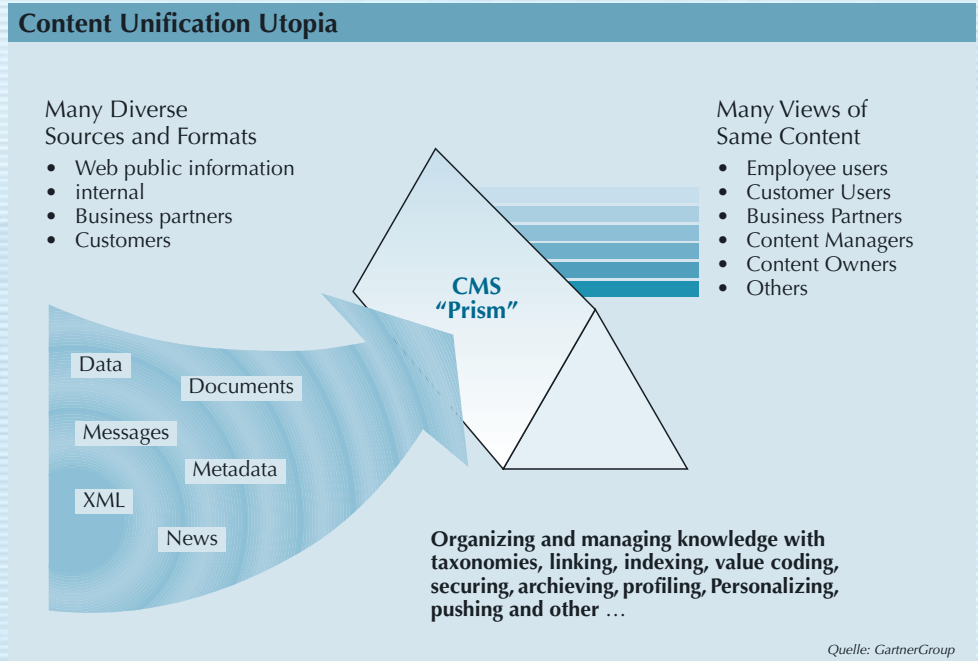 Content Unification Utopia
Many Diverse
Sources and Formats
• Web public information
• internal
• Business partners
• Customers
Many Views of
Same Content
• Employee users
• Customer Users
• Business Partners
• Content Managers
• Content Owners
• Others
CMS
“Prism”
Data
Documents
Messages
Metadata
XML
News
Organizing and managing knowledge with
taxonomies, linking, indexing, value coding,
securing, archieving, profiling, Personalizing,
pushing and other …
Quelle: GartnerGroup